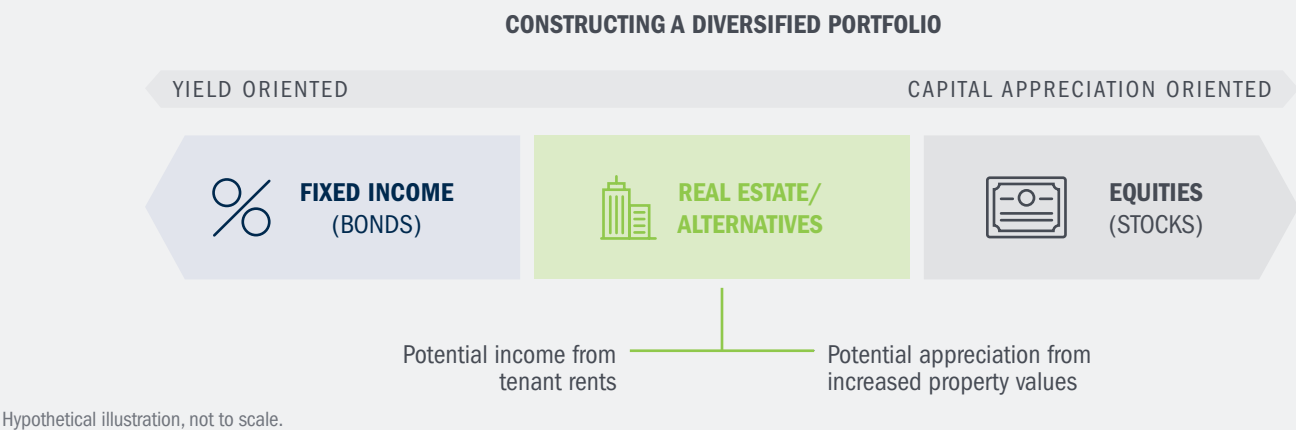 CONSTRUCTING A DIVERSIFIED PORTFOLIO
YIELD ORIENTED
CAPITAL APPRECIATION ORIENTED
FIXED INCOME
(BONDS)
REAL ESTATE/
ALTERNATIVES
EQUITIES
(STOCKS)
Potential income from
tenant rents
Potential appreciation from
increased property values
Hypothetical illustration, not to scale.